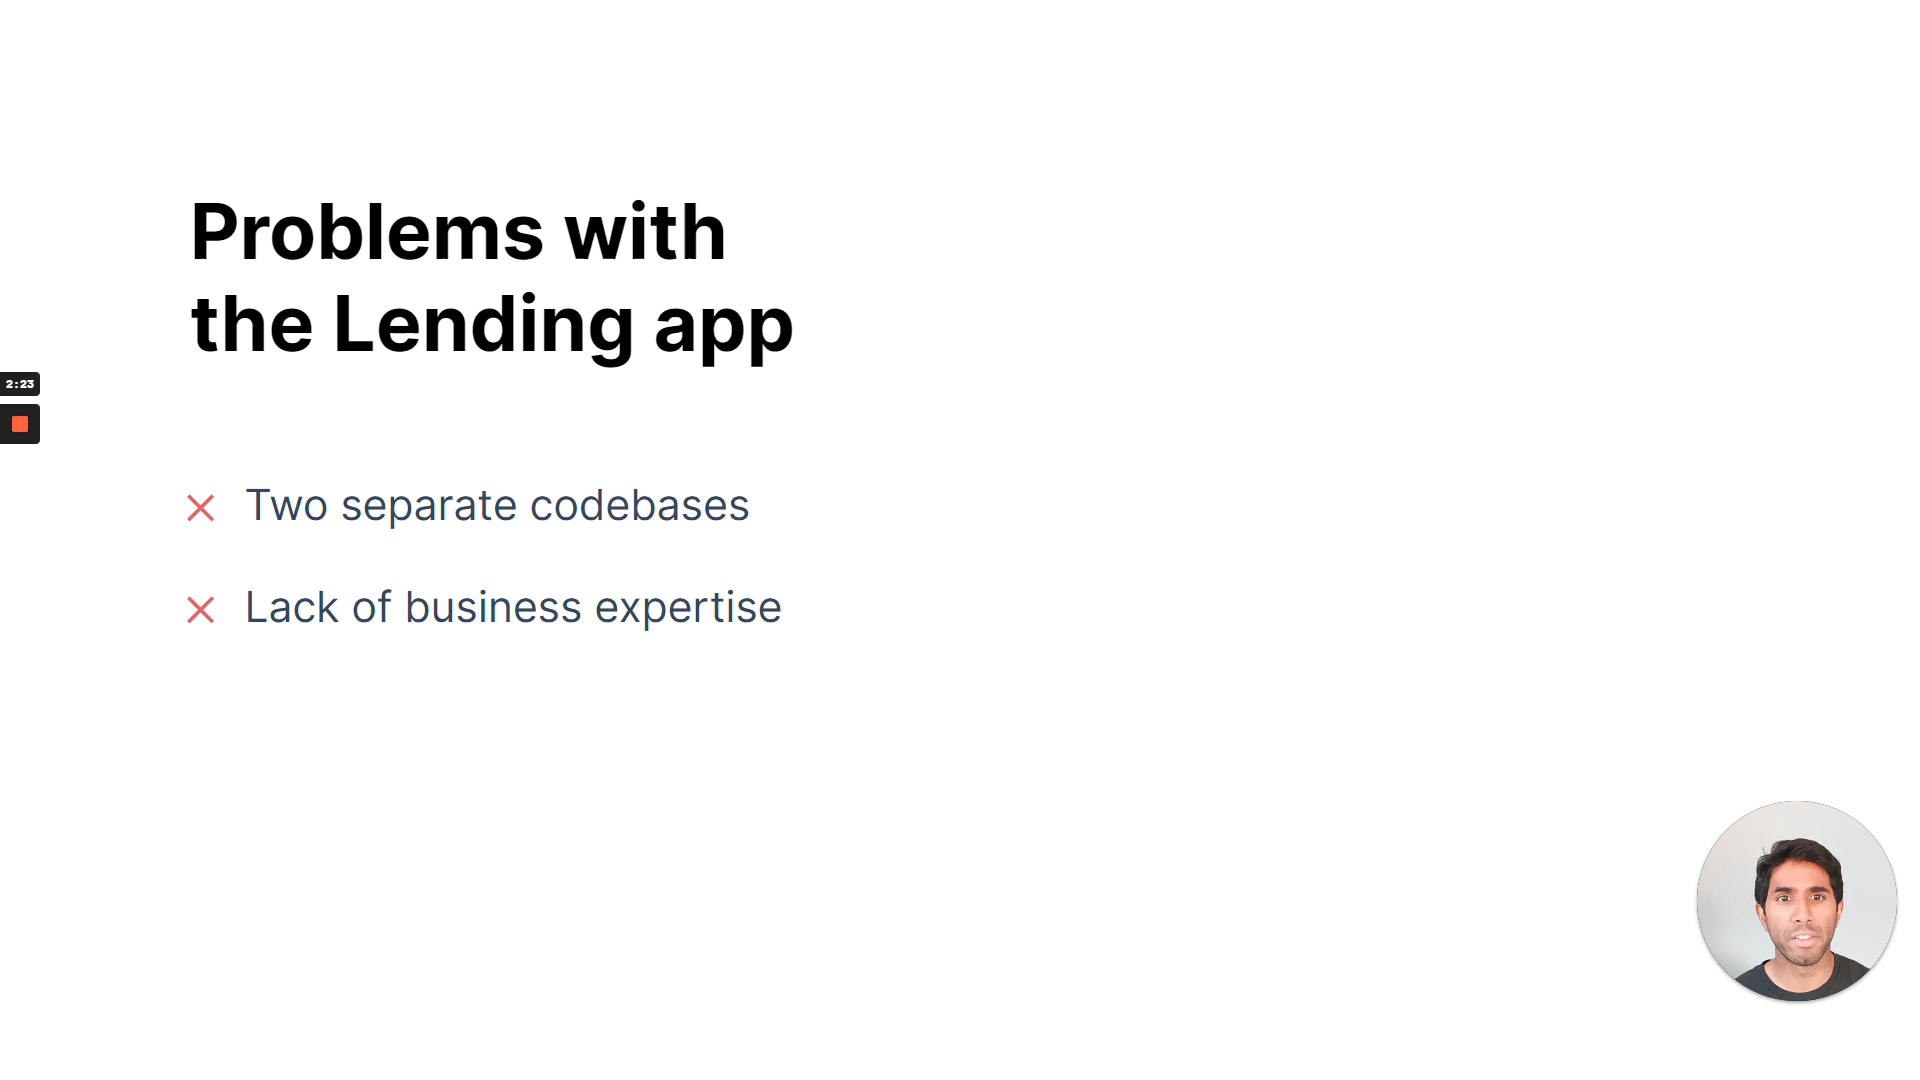 Problems with
the Lending app
2:23
Two separate codebases
Lack of business expertise